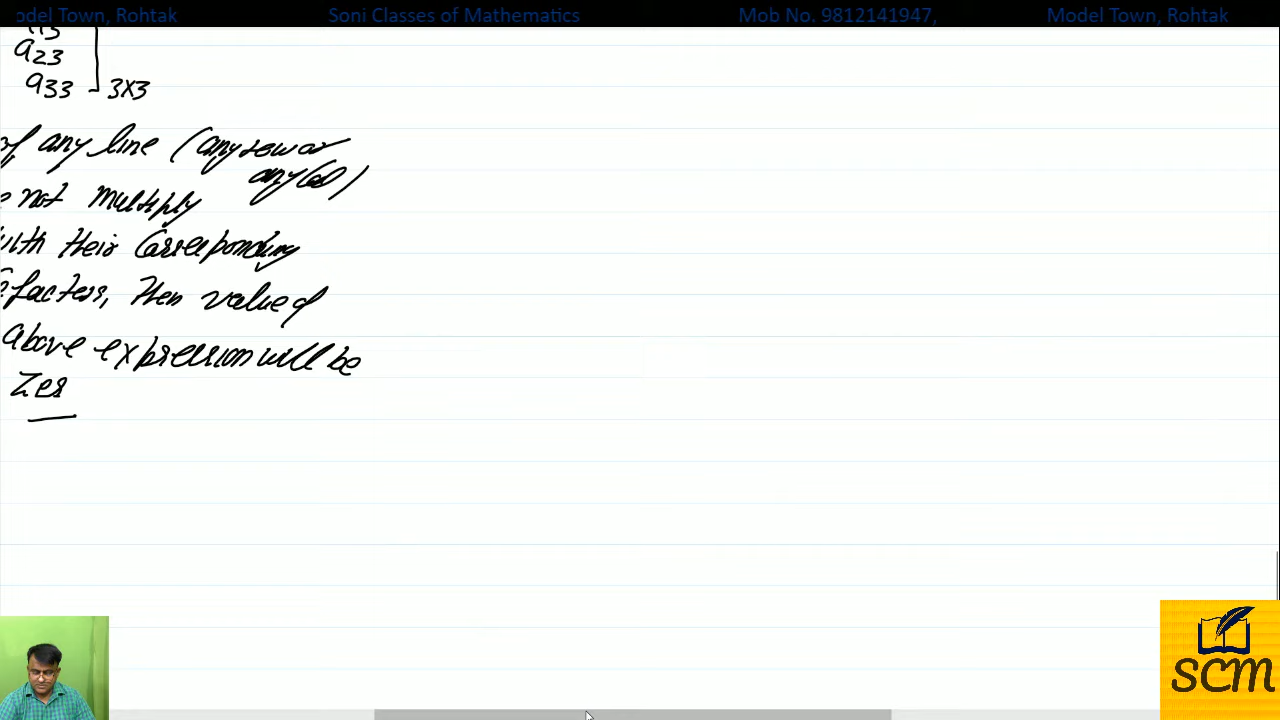 odel Town, Rohtak Soni Classes of Mathematics Mob No. 9812141947, Model Town, Rohtak
a23
a33 3x3
of any line (any row or
any Col)
not multiply
with their Corresponding
factors, then value of
above expression will be
Zero
SCM